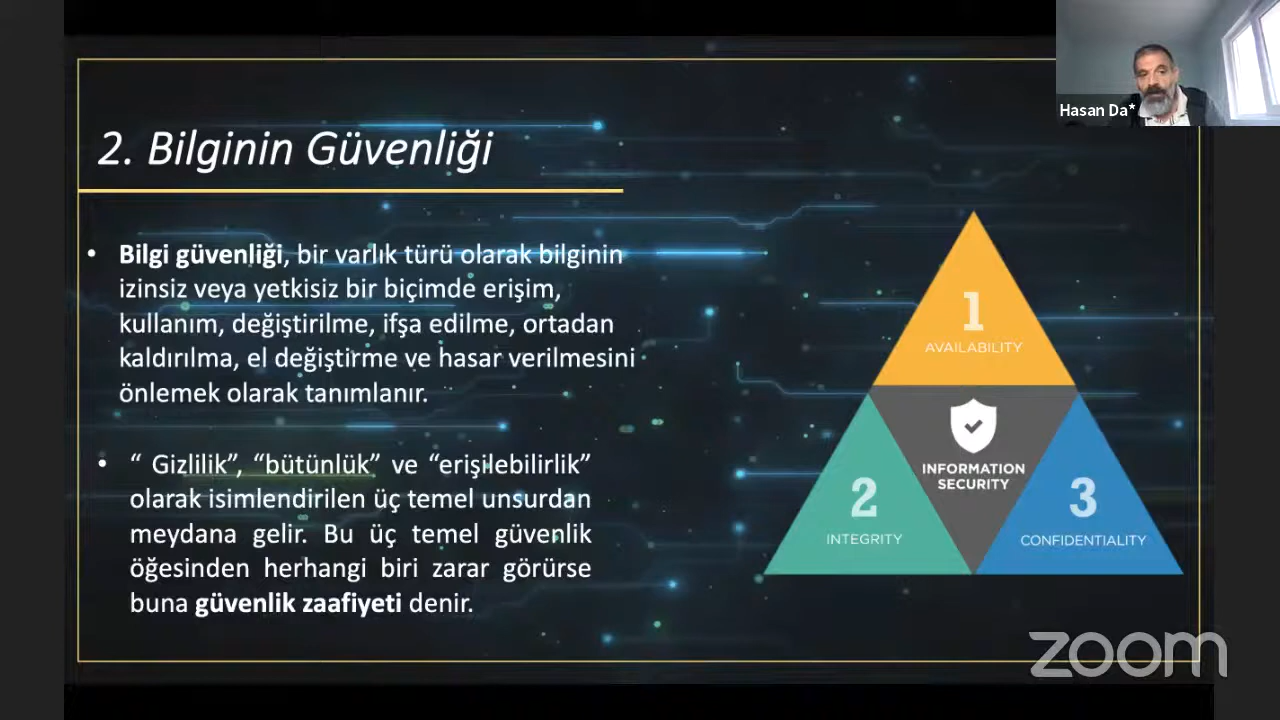 Hasan Da*
2. Bilginin Güvenliği
• Bilgi güvenliği, bir varlık türü olarak bilginin
izinsiz veya yetkisiz bir biçimde erişim,
kullanım, değiştirilme, ifşa edilme, ortadan
kaldırılma, el değiştirme ve hasar verilmesini
önlemek olarak tanımlanır.
• “ Gizlilik”, “bütünlük” ve “erişilebilirlik”
olarak isimlendirilen üç temel unsurdan
meydana gelir. Bu üç temel güvenlik
öğesinden herhangi biri zarar görürse
buna güvenlik zaafiyeti denir.
1
AVAILABILITY
INFORMATION
SECURITY
2
INTEGRITY
3
CONFIDENTIALITY
zoom